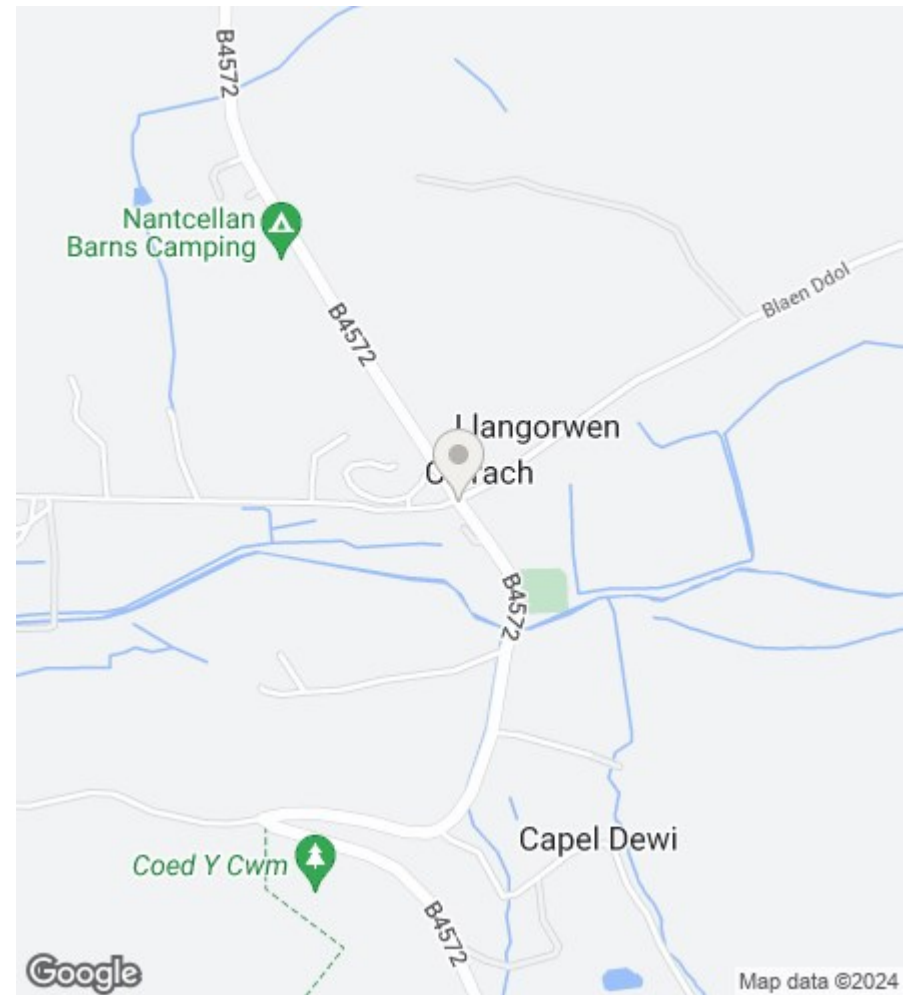 B4572
Nantcellan
Barns Camping
Blaen Ddol
B4572
Llangorwen
B4572
Capel Dewi
Coed Y Cwm
B4572
Google
Map data ©2024